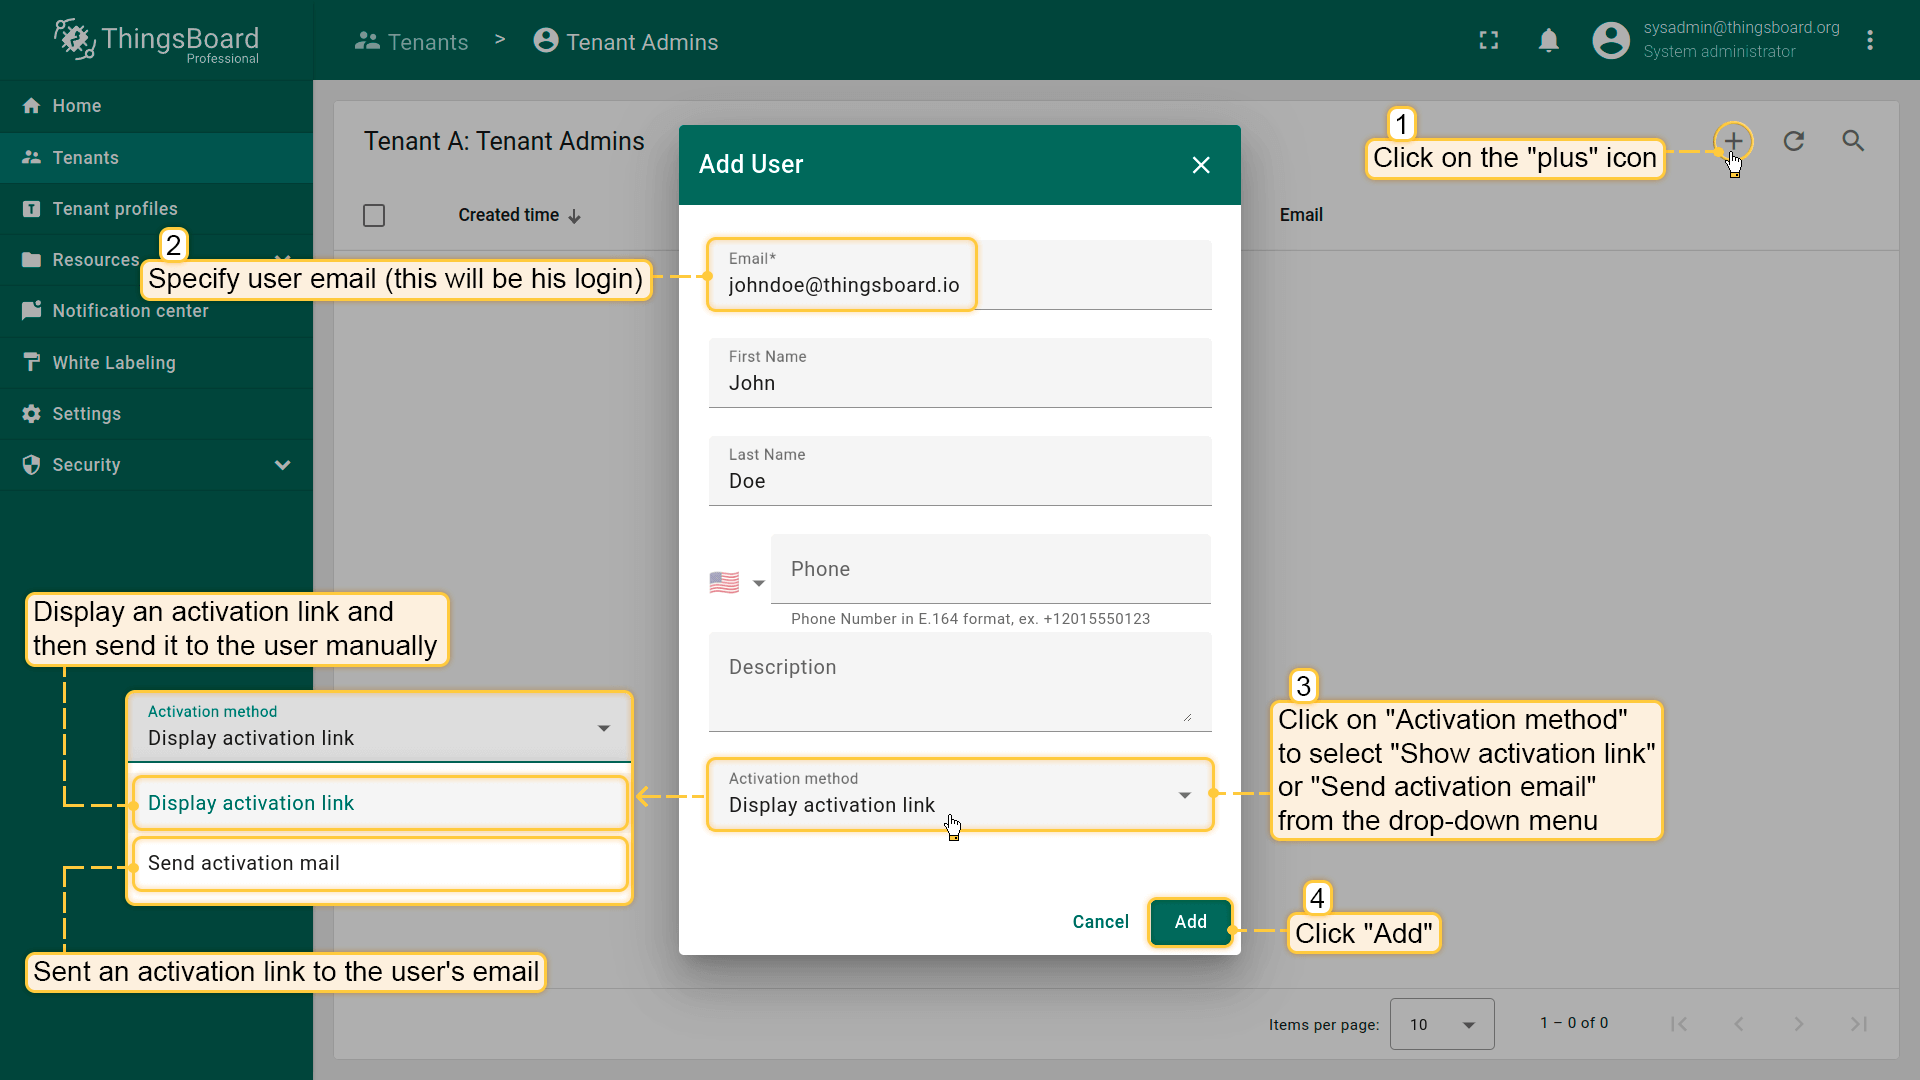 ThingsBoard
Professional
Tenants > Tenant Admins
sysadmin@thingsboard.org
System administrator
Home
Tenants
Tenant profiles
Resources
Notification center
White Labeling
Settings
Security
Tenant A: Tenant Admins
Created time
Email
1
Click on the "plus" icon
Add User
2
Specify user email (this will be his login)
Email*
johndoe@thingsboard.io
First Name
John
Last Name
Doe
Phone
Phone Number in E.164 format, ex. +12015550123
Description
Activation method
Display activation link
3
Click on "Activation method"
to select "Show activation link"
or "Send activation email"
from the drop-down menu
Display an activation link and
then send it to the user manually
Activation method
Display activation link
Display activation link
Send activation mail
Sent an activation link to the user's email
Cancel
Add
4
Click "Add"
Items per page:
10
1 – 0 of 0